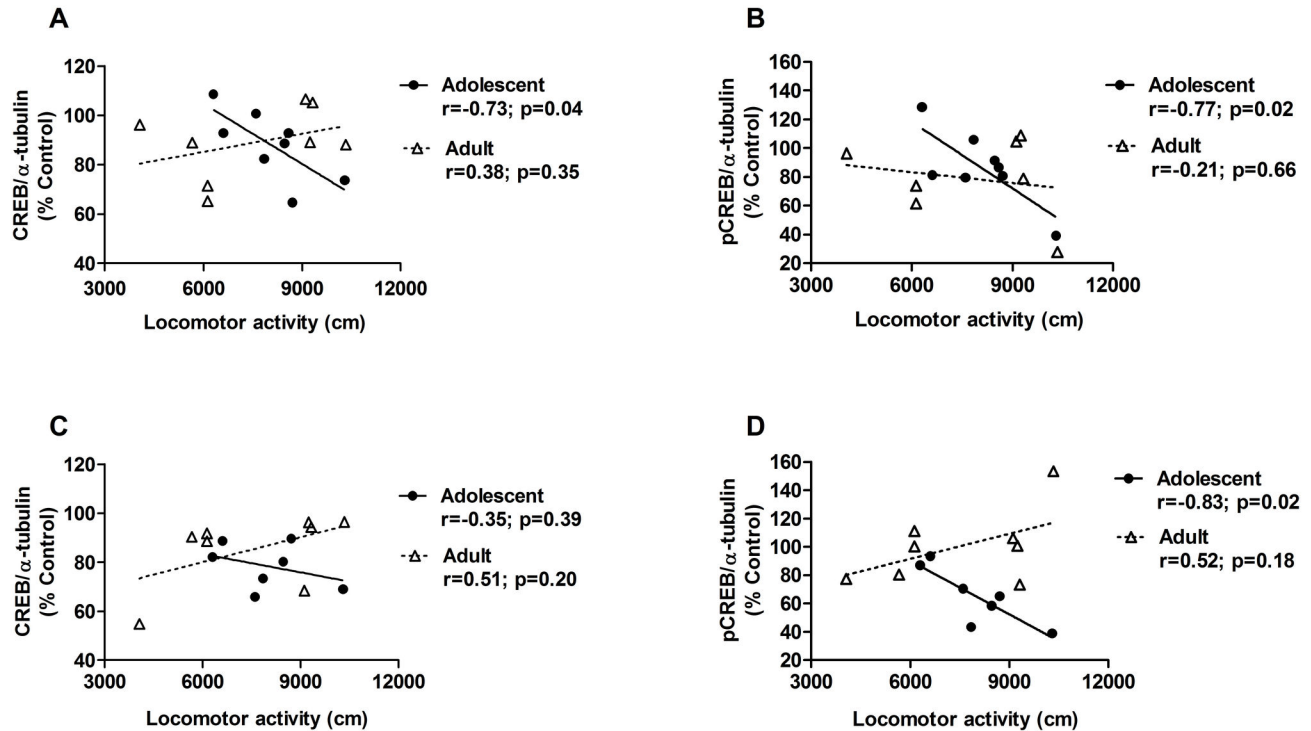 A
CREB/α-tubulin
(% Control)
120
100
80
60
40
3000
6000
9000
12000
Locomotor activity (cm)
Adolescent
r=-0.73; p=0.04
Adult
r=0.38; p=0.35
B
pCREB/α-tubulin
(% Control)
160
140
120
100
80
60
40
20
3000
6000
9000
12000
Locomotor activity (cm)
Adolescent
r=-0.77; p=0.02
Adult
r=-0.21; p=0.66
C
CREB/α-tubulin
(% Control)
120
100
80
60
40
3000
6000
9000
12000
Locomotor activity (cm)
Adolescent
r=-0.35; p=0.39
Adult
r=0.51; p=0.20
D
pCREB/α-tubulin
(% Control)
160
140
120
100
80
60
40
20
3000
6000
9000
12000
Locomotor activity (cm)
Adolescent
r=-0.83; p=0.02
Adult
r=0.52; p=0.18